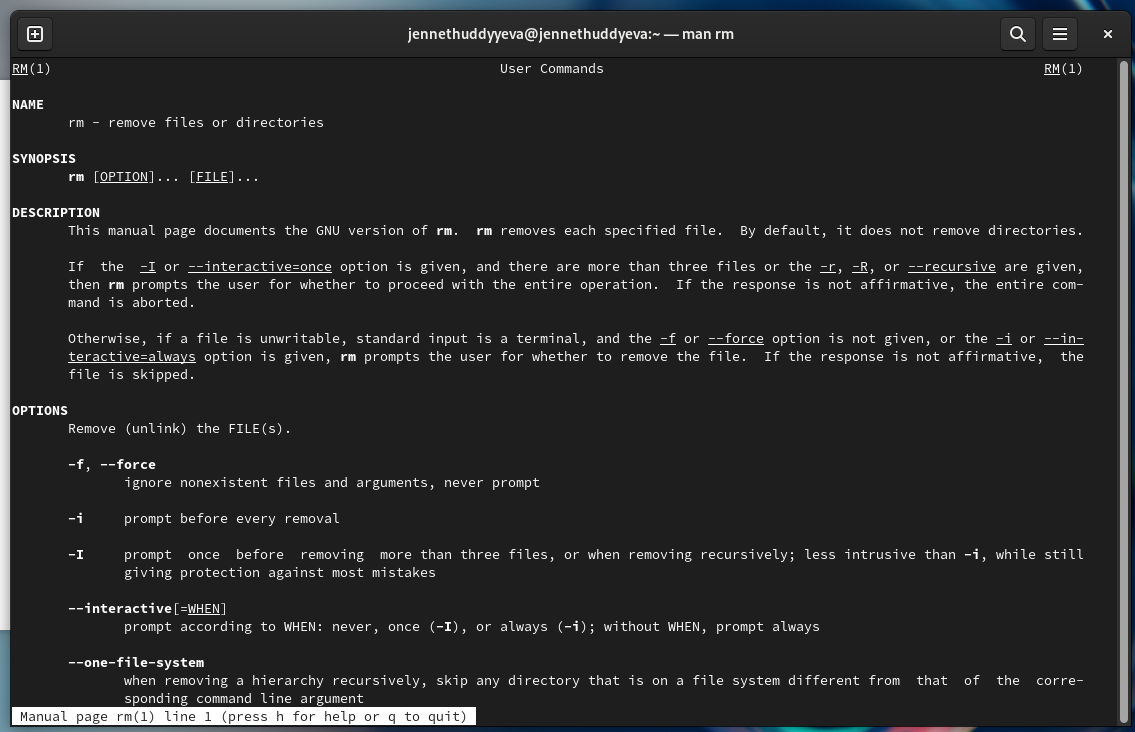 jennethuddyyeva@jennethuddyeva:~ — man rm
RM(1) User Commands RM(1)
NAME
rm - remove files or directories
SYNOPSIS
rm [OPTION]... [FILE]...
DESCRIPTION
This manual page documents the GNU version of rm.  rm removes each specified file.  By default, it does not remove directories.
If  the  -I or --interactive=once option is given, and there are more than three files or the -r, -R, or --recursive are given,
then rm prompts the user for whether to proceed with the entire operation.  If the response is not affirmative, the entire com-
mand is aborted.
Otherwise, if a file is unwritable, standard input is a terminal, and the -f or --force option is not given, or the -i or --in-
teractive=always option is given, rm prompts the user for whether to remove the file.  If the response is not affirmative,  the
file is skipped.
OPTIONS
Remove (unlink) the FILE(s).
-f, --force
ignore nonexistent files and arguments, never prompt
-i     prompt before every removal
-I     prompt  once  before  removing  more than three files, or when removing recursively; less intrusive than -i, while still
giving protection against most mistakes
--interactive[=WHEN]
prompt according to WHEN: never, once (-I), or always (-i); without WHEN, prompt always
--one-file-system
when removing a hierarchy recursively, skip any directory that is on a file system different from  that  of  the  corre-
sponding command line argument
Manual page rm(1) line 1 (press h for help or q to quit)